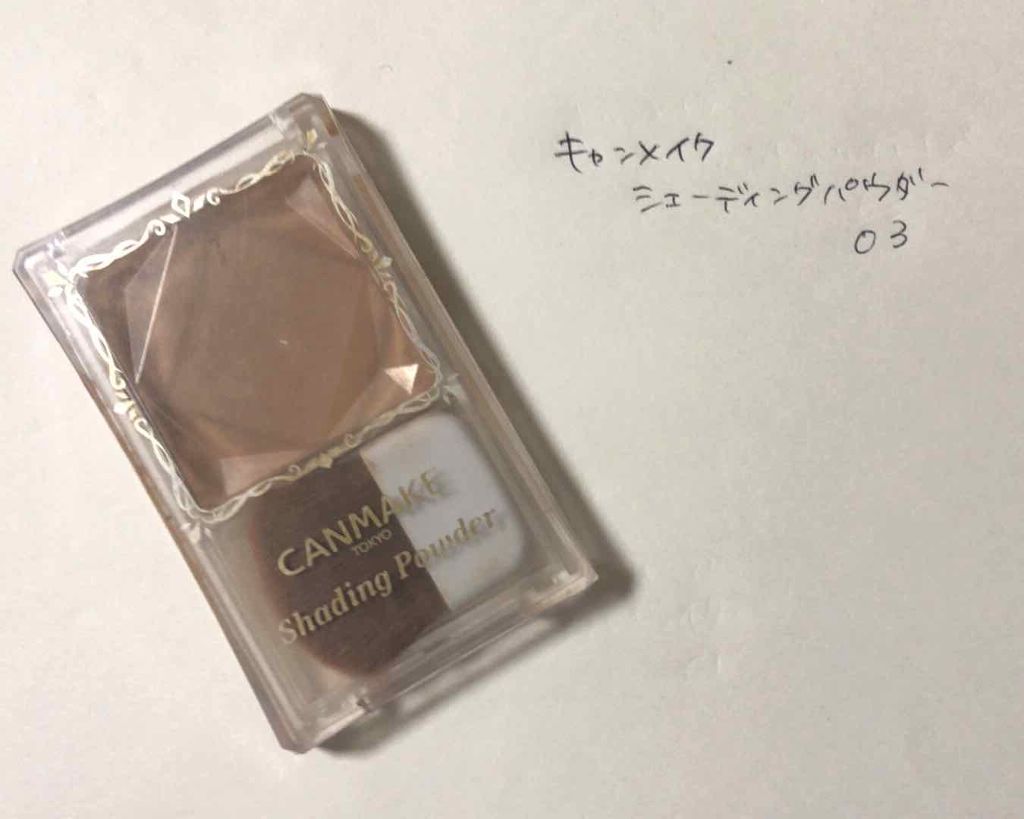 キャンメイク
シェーディングパウダー
03
CANMAKE
TOKYO
Shading Powder